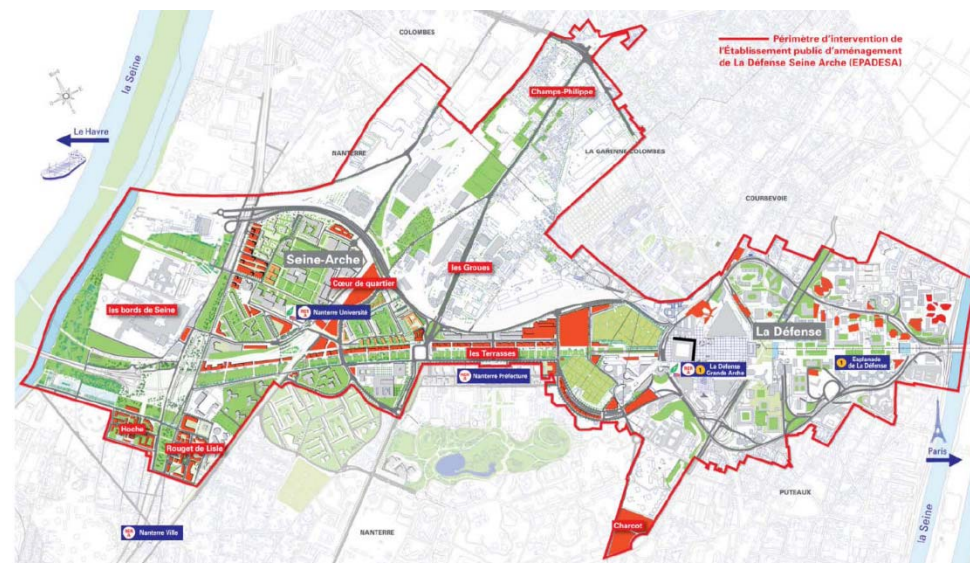 Périmètre d'intervention de
l'Établissement public d'aménagement
de La Défense Seine Arche (EPADESA)
COLOMBES
la Seine
Champs-Philippe
Le Havre
NANTERRE
LA GARENNE-COLOMBES
COURBEVOIE
Seine-Arche
les Groues
Cœur de quartier
les bords de Seine
Nanterre Université
La Défense
les Terrasses
Nanterre Préfecture
La Défense
Grande Arche
1
Esplanade
de La Défense
1
Hoche
Rouget de Lisle
Paris
PUTEAUX
Charcot
Nanterre Ville
NANTERRE
la Seine